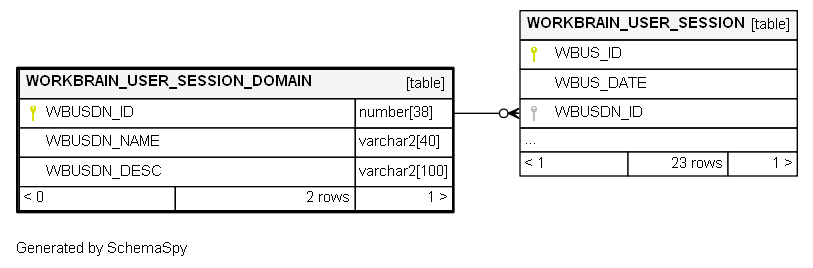 WORKBRAIN_USER_SESSION [table]
WBUS_ID
WBUS_DATE
WBUSDN_ID
...
< 1 23 rows 1 >
WORKBRAIN_USER_SESSION_DOMAIN [table]
WBUSDN_ID number[38]
WBUSDN_NAME varchar2[40]
WBUSDN_DESC varchar2[100]
< 0 2 rows 1 >
Generated by SchemaSpy